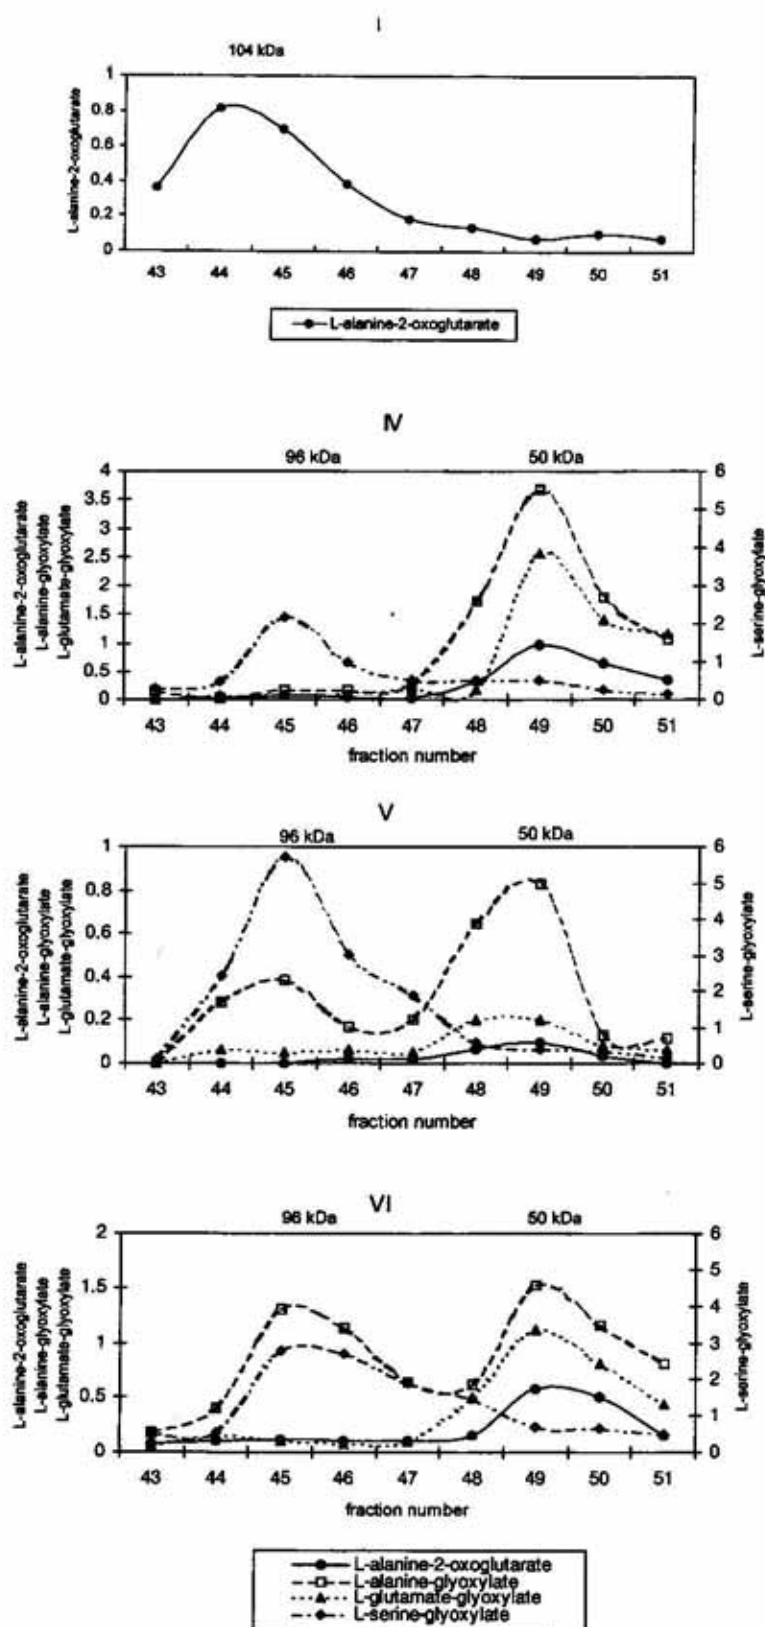 I
104 kDa
L-alanine-2-oxoglutarate
1
0.8
0.6
0.4
0.2
0
43 44 45 46 47 48 49 50 51
L-alanine-2-oxoglutarate
IV
96 kDa 50 kDa
L-alanine-2-oxoglutarate
L-alanine-glyoxylate
L-glutamate-glyoxylate
4
3.5
3
2.5
2
1.5
1
0.5
0
6
5
4
3
2
1
0
L-serine-glyoxylate
43 44 45 46 47 48 49 50 51
fraction number
V
96 kDa 50 kDa
L-alanine-2-oxoglutarate
L-alanine-glyoxylate
L-glutamate-glyoxylate
1
0.8
0.6
0.4
0.2
0
6
5
4
3
2
1
0
L-serine-glyoxylate
43 44 45 46 47 48 49 50 51
fraction number
VI
96 kDa 50 kDa
L-alanine-2-oxoglutarate
L-alanine-glyoxylate
L-glutamate-glyoxylate
2
1.5
1
0.5
0
6
5
4
3
2
1
0
L-serine-glyoxylate
43 44 45 46 47 48 49 50 51
fraction number
L-alanine-2-oxoglutarate
L-alanine-glyoxylate
L-glutamate-glyoxylate
L-serine-glyoxylate